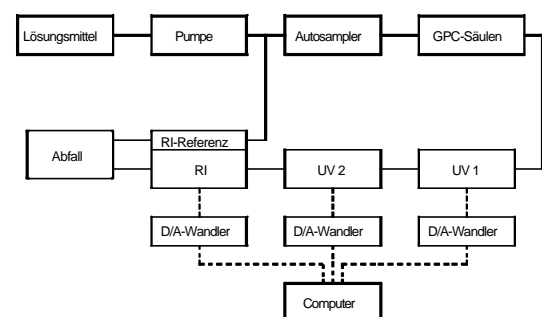 Lösungsmittel
Pumpe
Autosampler
GPC-Säulen
Abfall
RI-Referenz
RI
UV 2
UV 1
D/A-Wandler
D/A-Wandler
D/A-Wandler
Computer